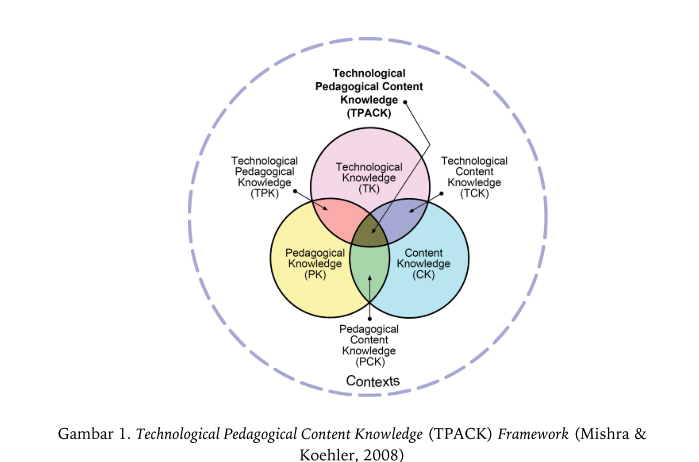 Technological
Pedagogical Content
Knowledge
(TPACK)
Technological
Pedagogical
Knowledge
(TPK)
Technological
Knowledge
(TK)
Technological
Content
Knowledge
(TCK)
Pedagogical
Knowledge
(PK)
Content
Knowledge
(CK)
Pedagogical
Content
Knowledge
(PCK)
Contexts
Gambar 1. Technological Pedagogical Content Knowledge (TPACK) Framework (Mishra &
Koehler, 2008)